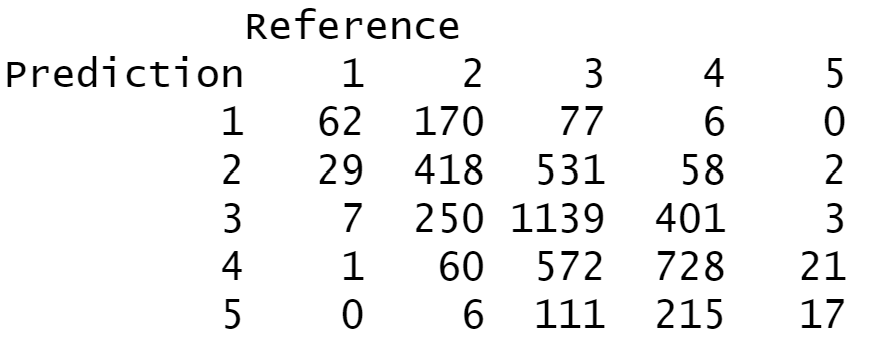 Reference
Prediction 1 2 3 4 5
1 62 170 77 6 0
2 29 418 531 58 2
3 7 250 1139 401 3
4 1 60 572 728 21
5 0 6 111 215 17